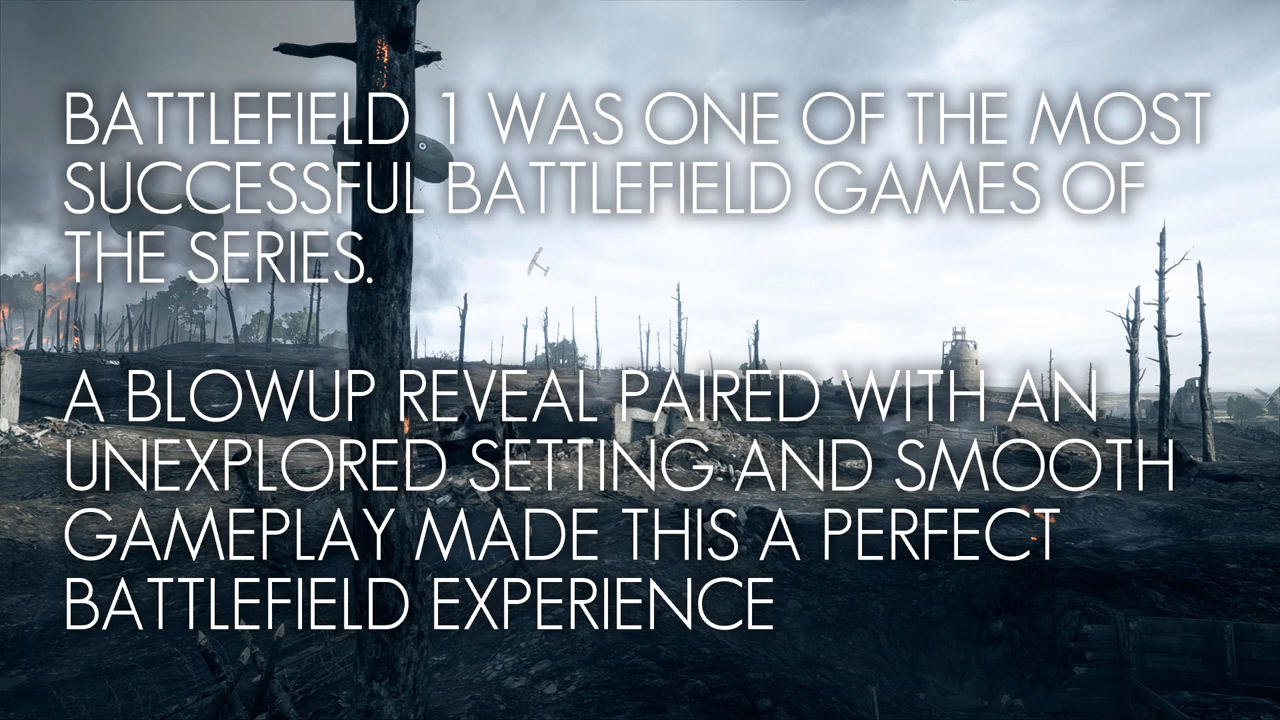 BATTLEFIELD 1 WAS ONE OF THE MOST
SUCCESSFUL BATTLEFIELD GAMES OF
THE SERIES.
A BLOWUP REVEAL PAIRED WITH AN
UNEXPLORED SETTING AND SMOOTH
GAMEPLAY MADE THIS A PERFECT
BATTLEFIELD EXPERIENCE